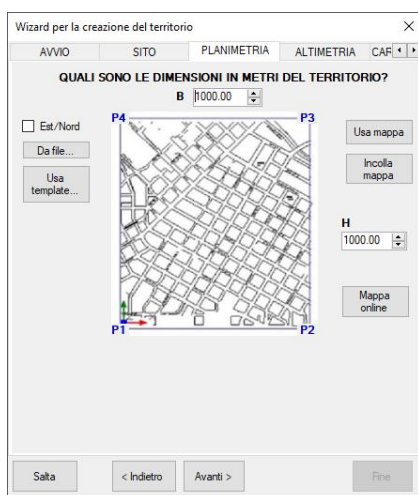 Wizard per la creazione del territorio
AVVIO SITO PLANIMETRIA ALTIMETRIA CAR
QUALI SONO LE DIMENSIONI IN METRI DEL TERRITORIO?
B 1000.00
P4 P3
Est/Nord
Da file...
Usa
template...
Usa mappa
Incolla
mappa
H
1000.00
Mappa
online
P1 P2
Salta < Indietro Avanti > Fine